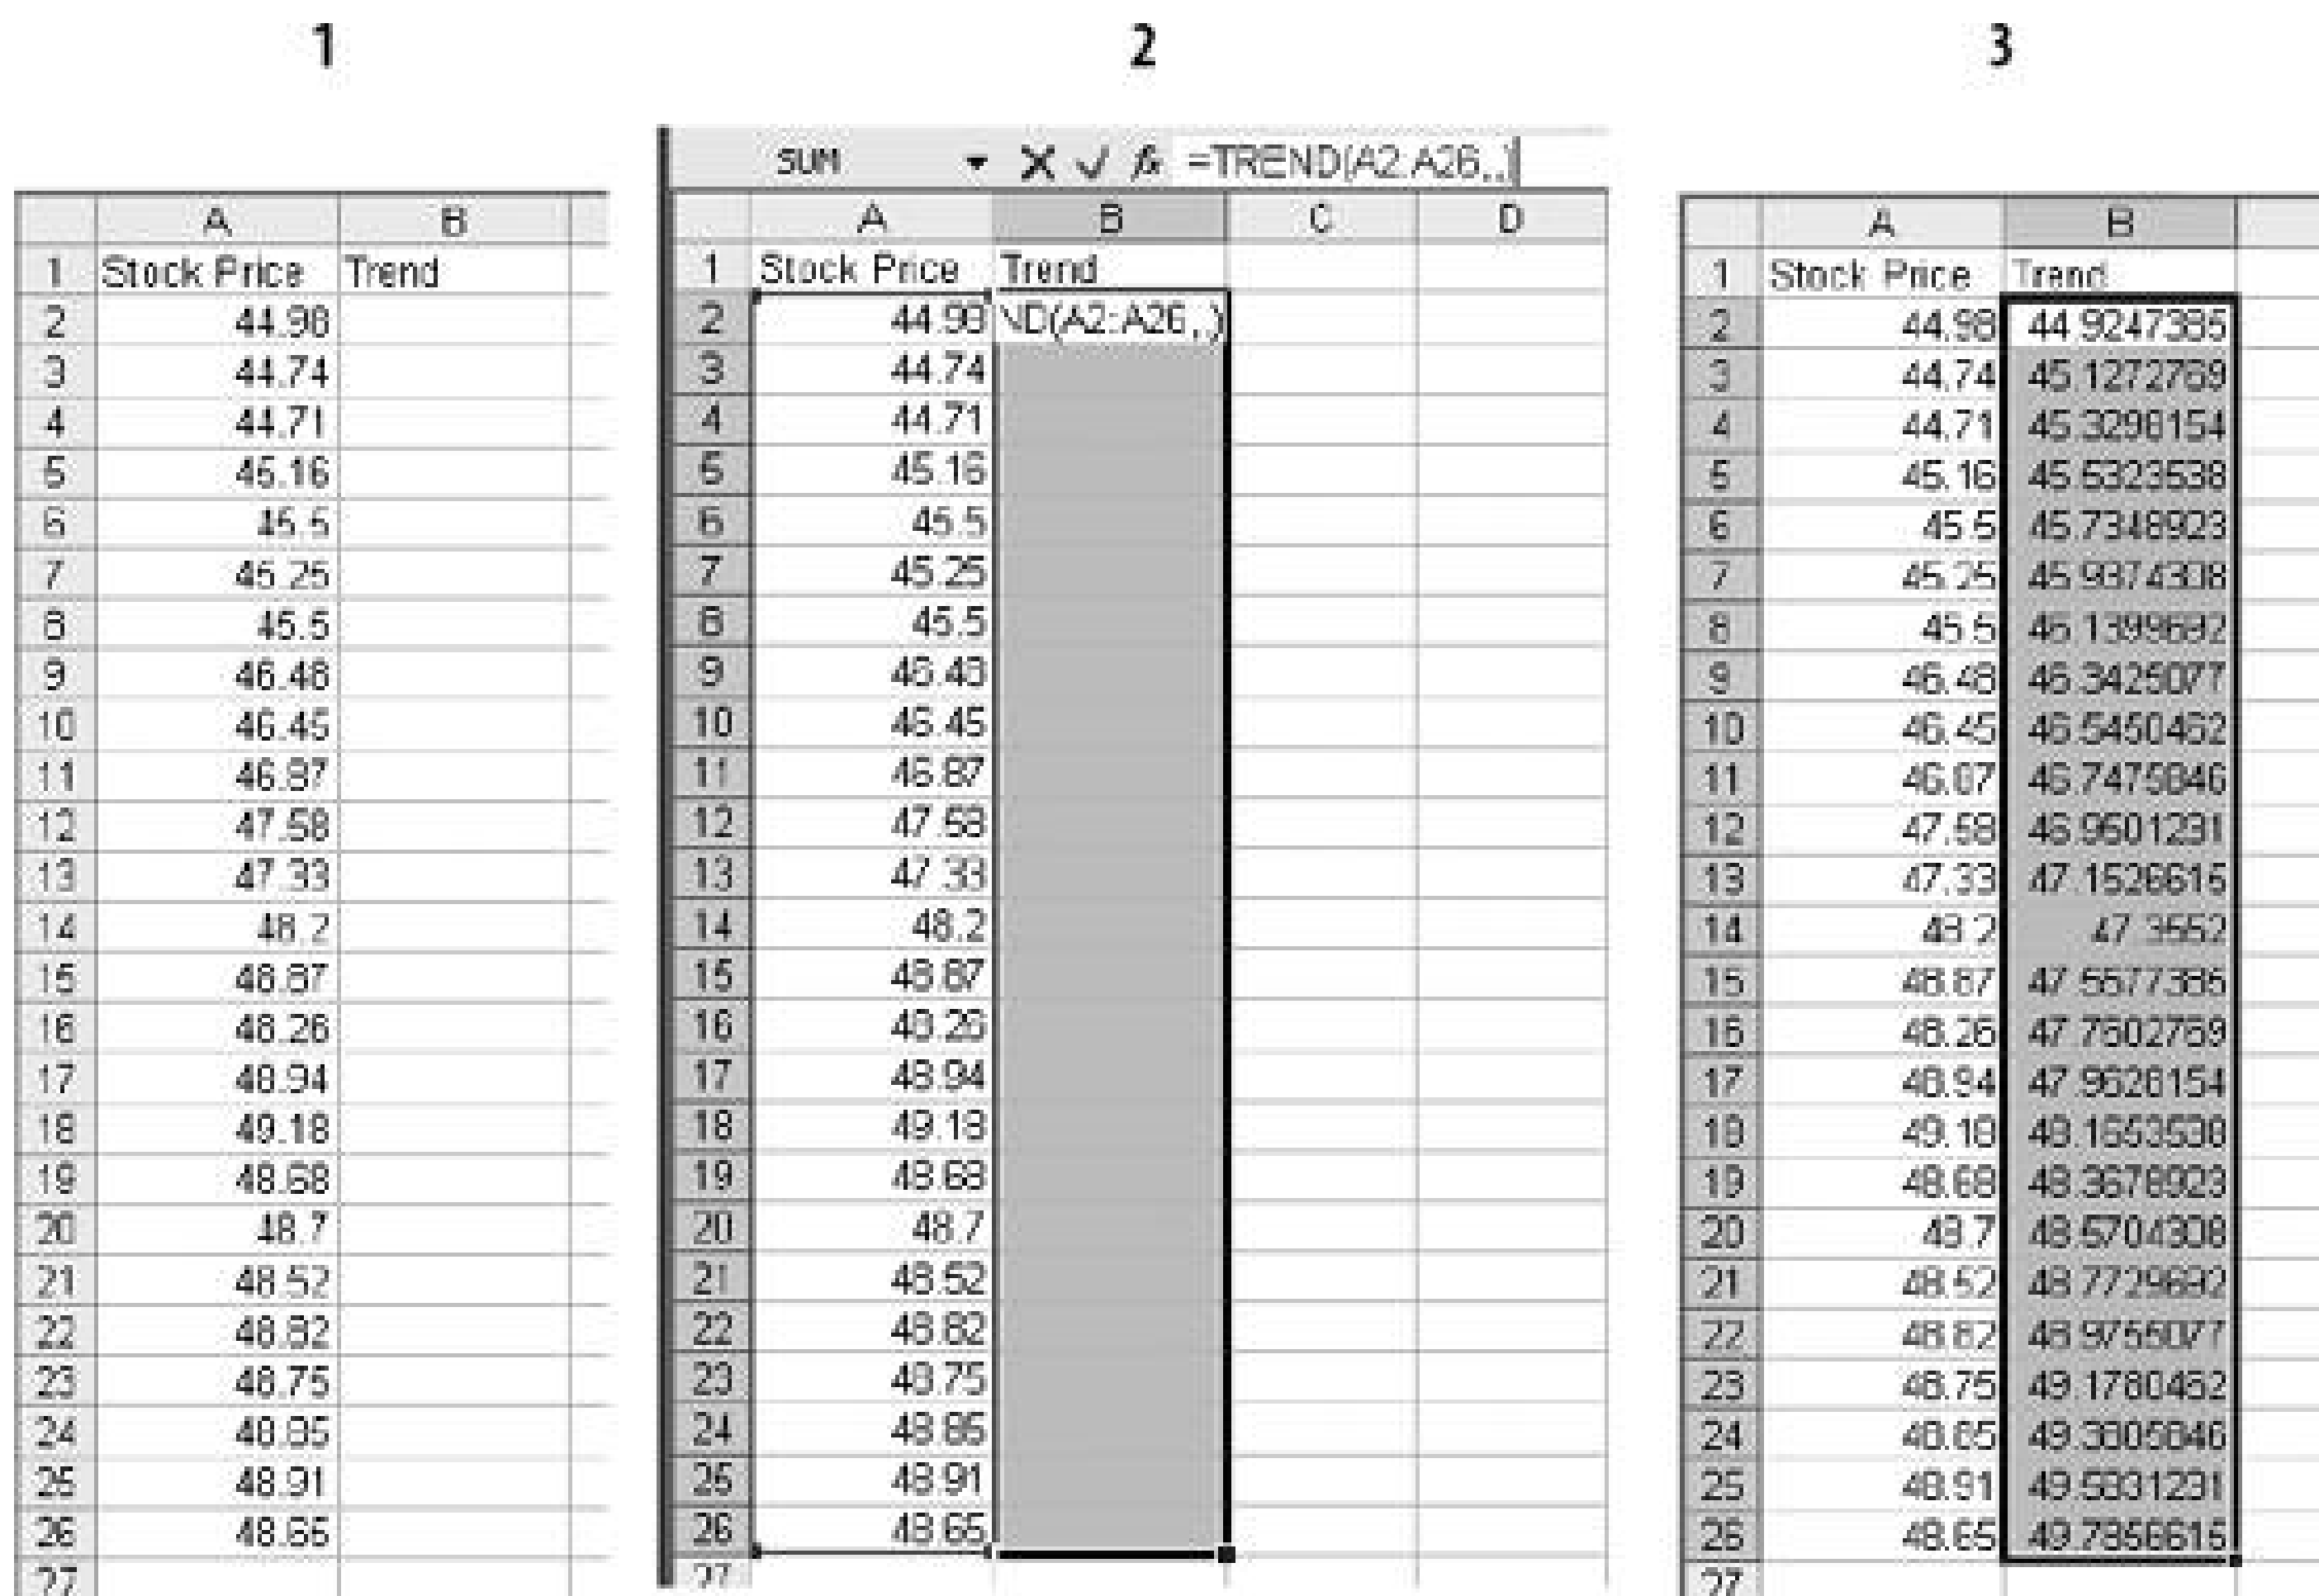 1
A B
1 Stock Price Trend
2 44.98
3 44.74
4 44.71
5 45.16
6 45.5
7 45.25
8 45.5
9 46.48
10 46.45
11 46.87
12 47.58
13 47.33
14 48.2
15 48.87
16 48.26
17 48.94
18 49.18
19 48.68
20 48.7
21 48.52
22 48.82
23 48.75
24 48.85
25 48.91
26 48.65
27
2
SUM fx =TREND(A2:A26,,)
A B C D
1 Stock Price Trend
2 44.98 ND(A2:A26,,)
3 44.74
4 44.71
5 45.16
6 45.5
7 45.25
8 45.5
9 46.48
10 46.45
11 46.87
12 47.58
13 47.33
14 48.2
15 48.87
16 48.26
17 48.94
18 49.18
19 48.68
20 48.7
21 48.52
22 48.82
23 48.75
24 48.85
25 48.91
26 48.65
27
3
A B
1 Stock Price Trend
2 44.98 44.9247385
3 44.74 45.1272769
4 44.71 45.3298154
5 45.16 45.5323538
6 45.5 45.7348923
7 45.25 45.9374308
8 45.5 46.1399692
9 46.48 46.3425077
10 46.45 46.5450462
11 46.87 46.7475846
12 47.58 46.9501231
13 47.33 47.1526615
14 48.2 47.3552
15 48.87 47.5577385
16 48.26 47.7602769
17 48.94 47.9628154
18 49.18 48.1653538
19 48.68 48.3678923
20 48.7 48.5704308
21 48.52 48.7729692
22 48.82 48.9755077
23 48.75 49.1780462
24 48.85 49.3805846
25 48.91 49.5831231
26 48.65 49.7856615
27